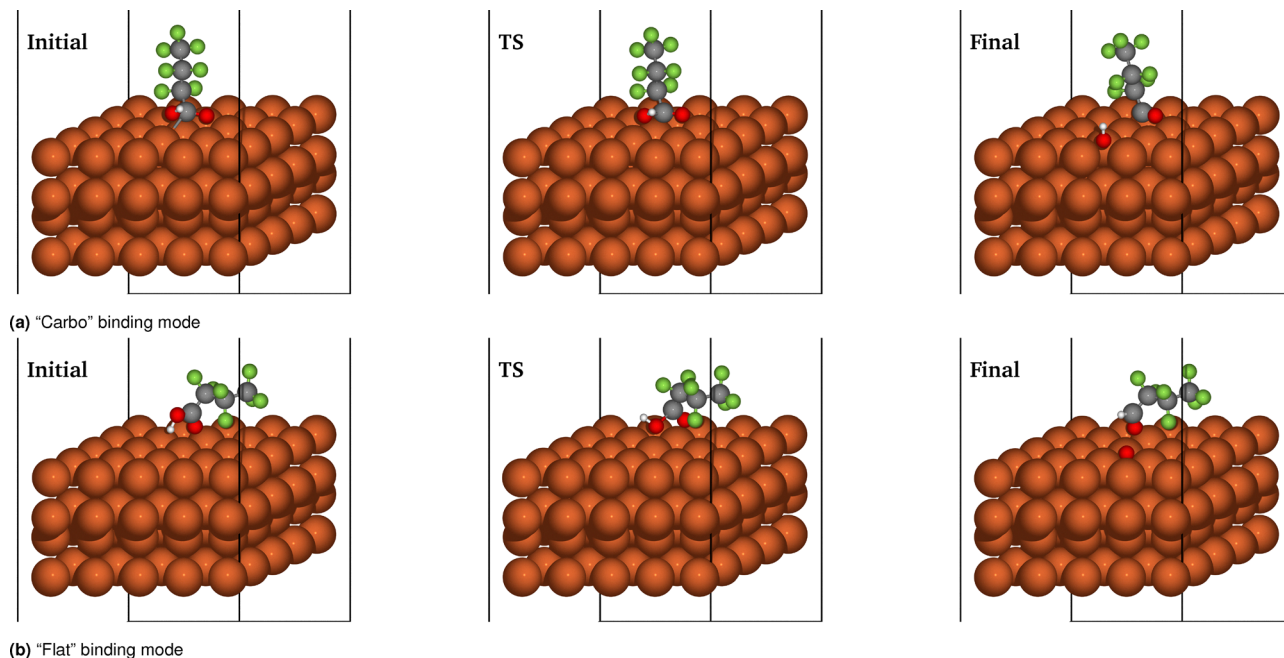 Initial
TS
Final
(a) “Carbo” binding mode
Initial
TS
Final
(b) “Flat” binding mode